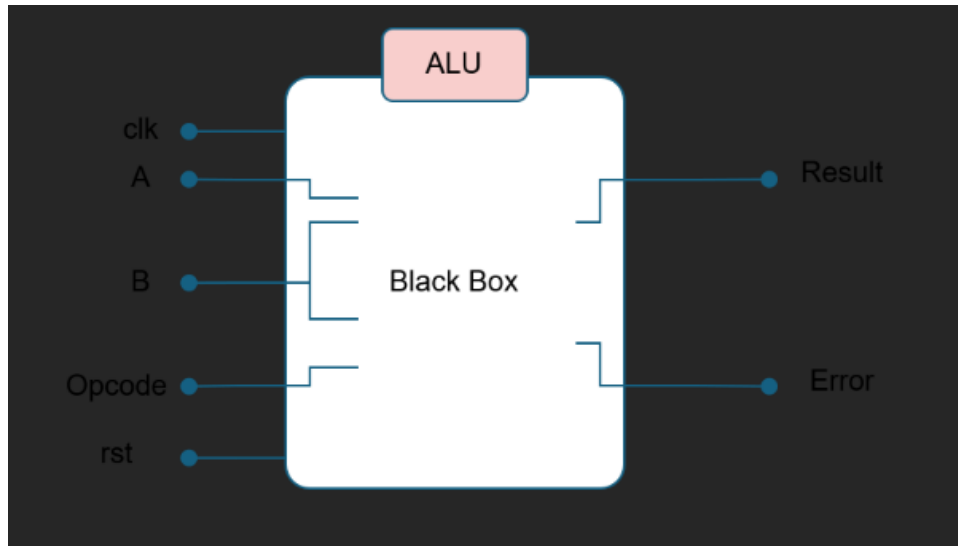 ALU
clk
A
Result
B
Black Box
Opcode
Error
rst